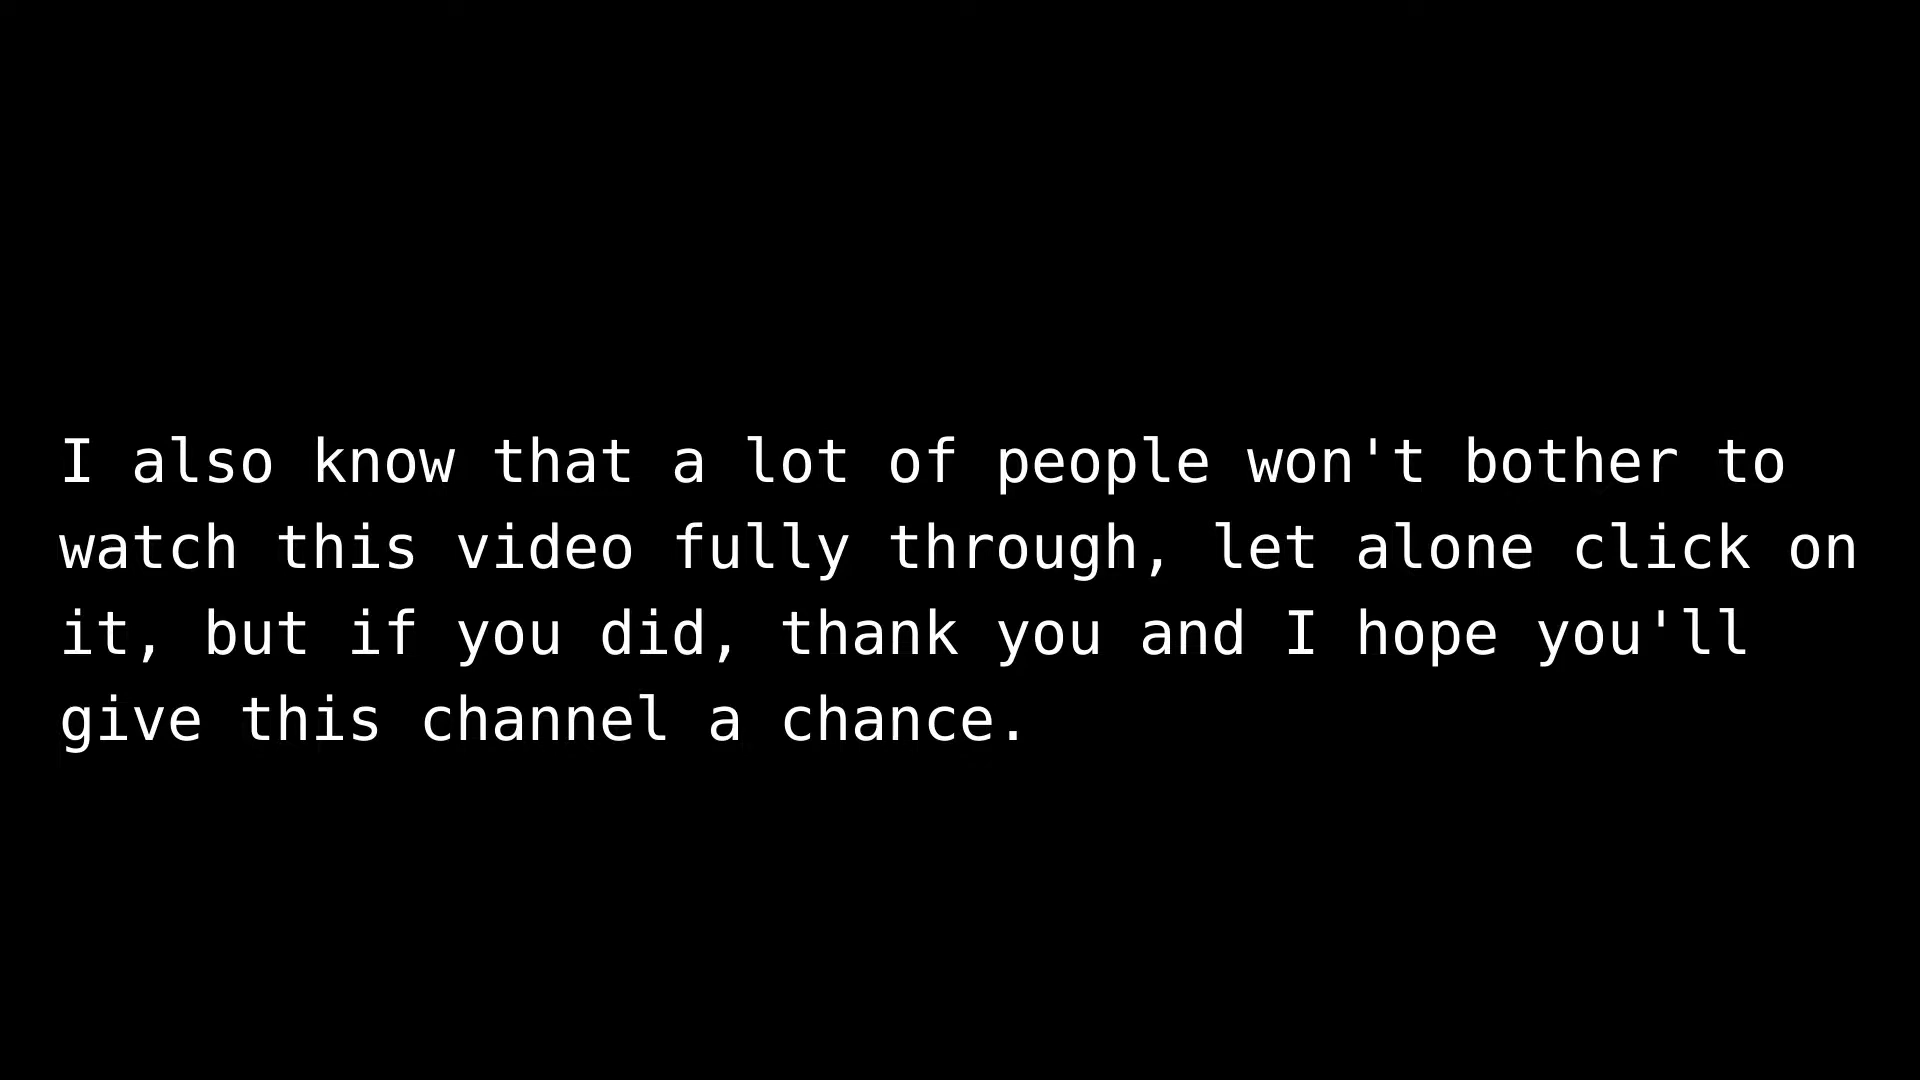 I also know that a lot of people won't bother to
watch this video fully through, let alone click on
it, but if you did, thank you and I hope you'll
give this channel a chance.